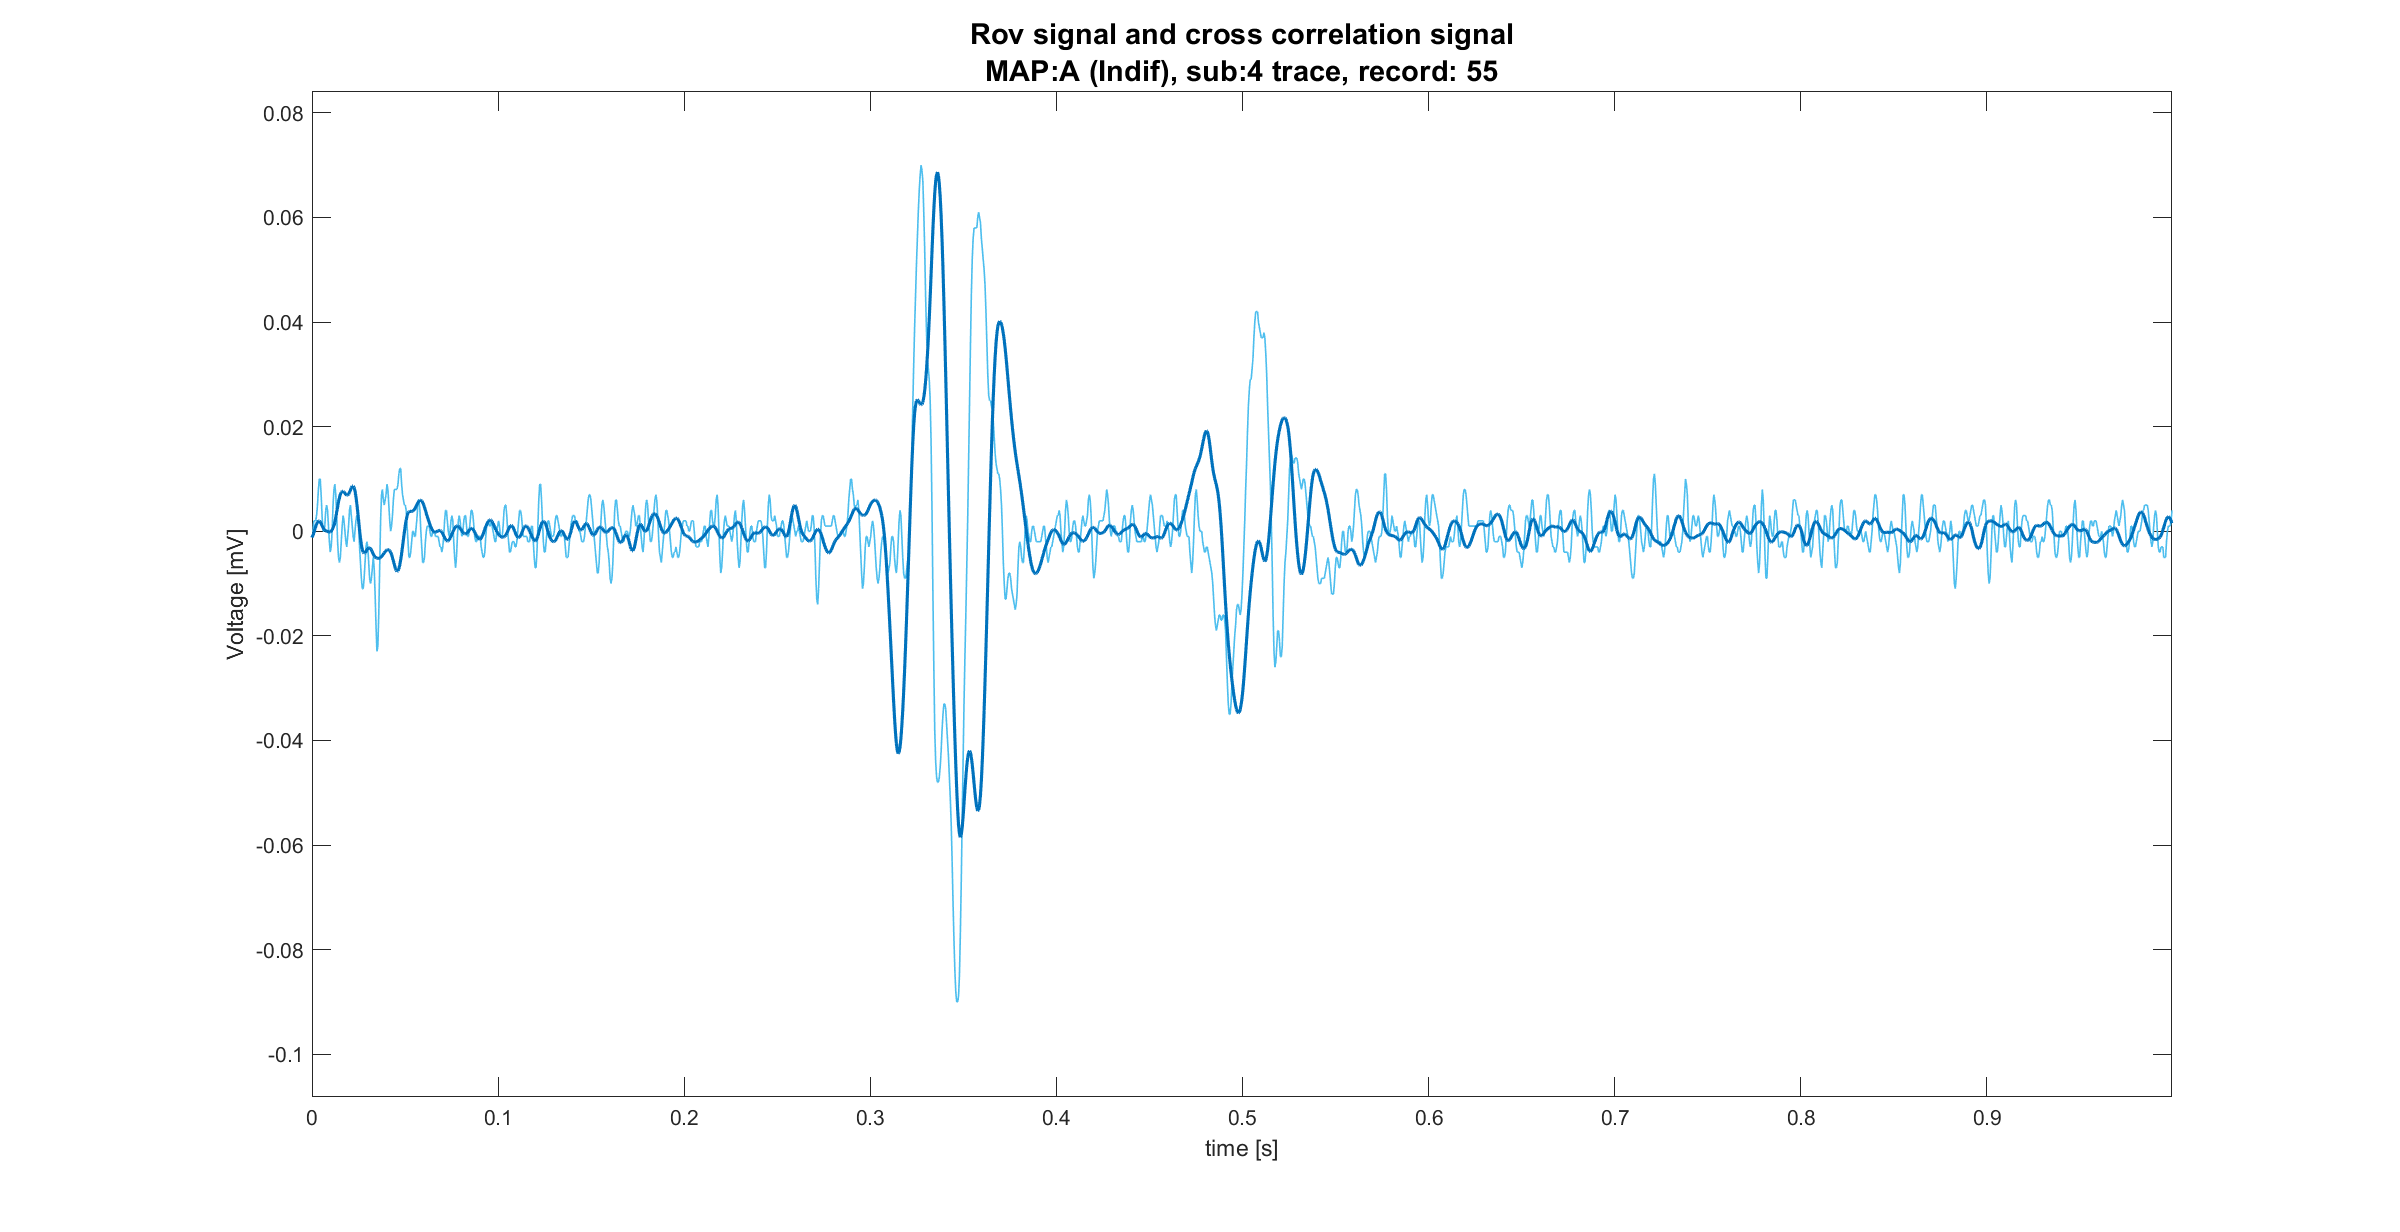 Rov signal and cross correlation signal
MAP:A (Indif), sub:4 trace, record: 55
0.08
0.06
0.04
0.02
0
-0.02
-0.04
-0.06
-0.08
-0.1
Voltage [mV]
0 0.1 0.2 0.3 0.4 0.5 0.6 0.7 0.8 0.9
time [s]